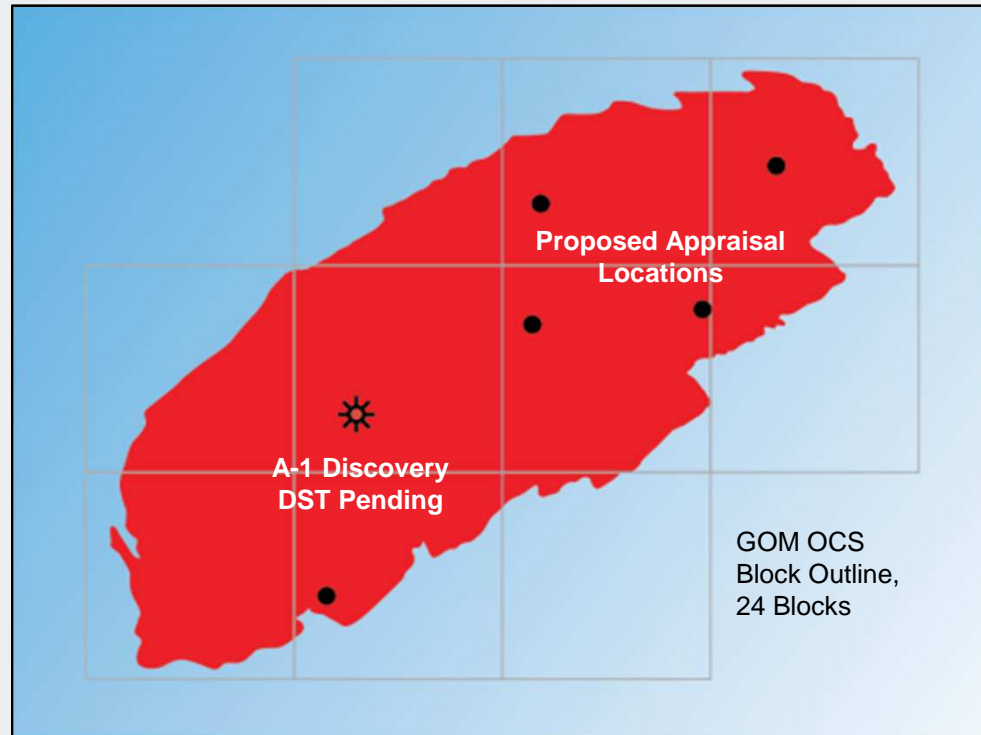 Proposed Appraisal
Locations
A-1 Discovery
DST Pending
GOM OCS
Block Outline,
24 Blocks